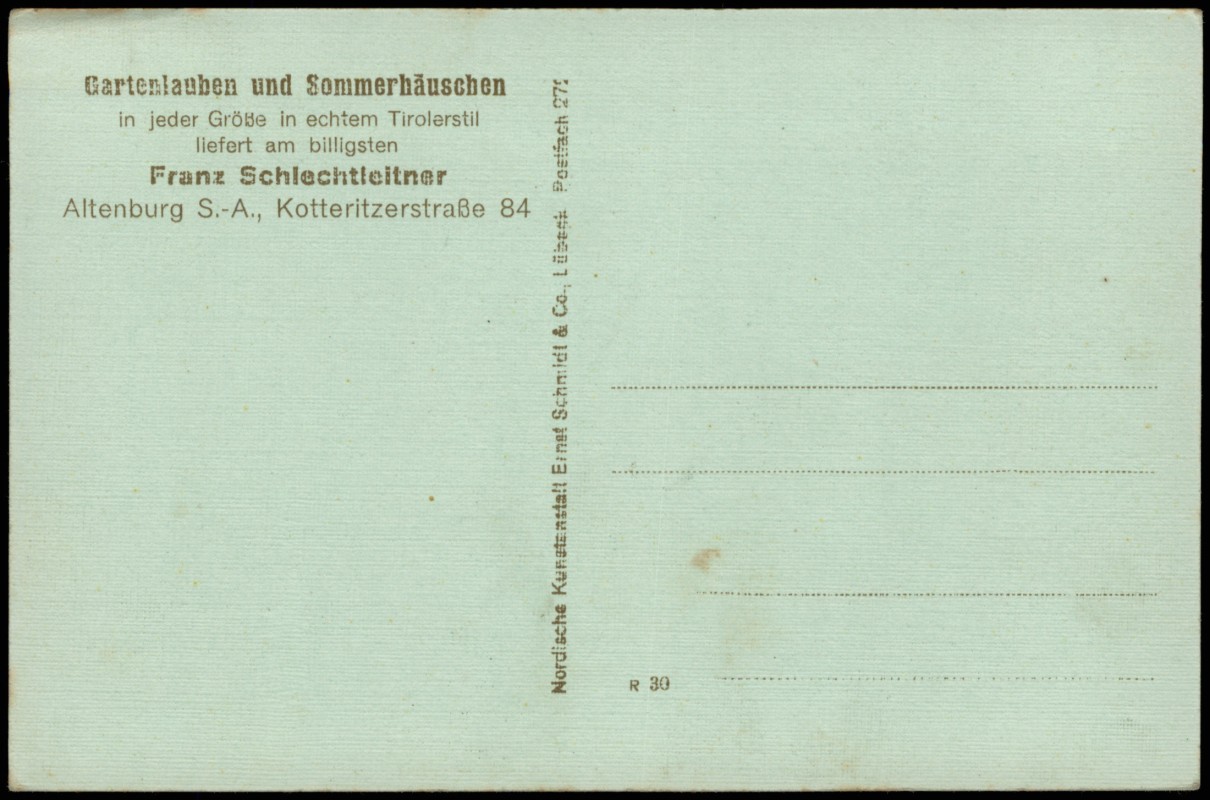 Gartenlauben und Sommerhäuschen
in jeder Größe in echtem Tirolerstil
liefert am billigsten
Franz Schlechtleitner
Altenburg S.-A., Kotteritzerstraße 84
Nordische Kunstanstalt Ernst Schmidt & Co., Lübeck Postfach 279
R 30